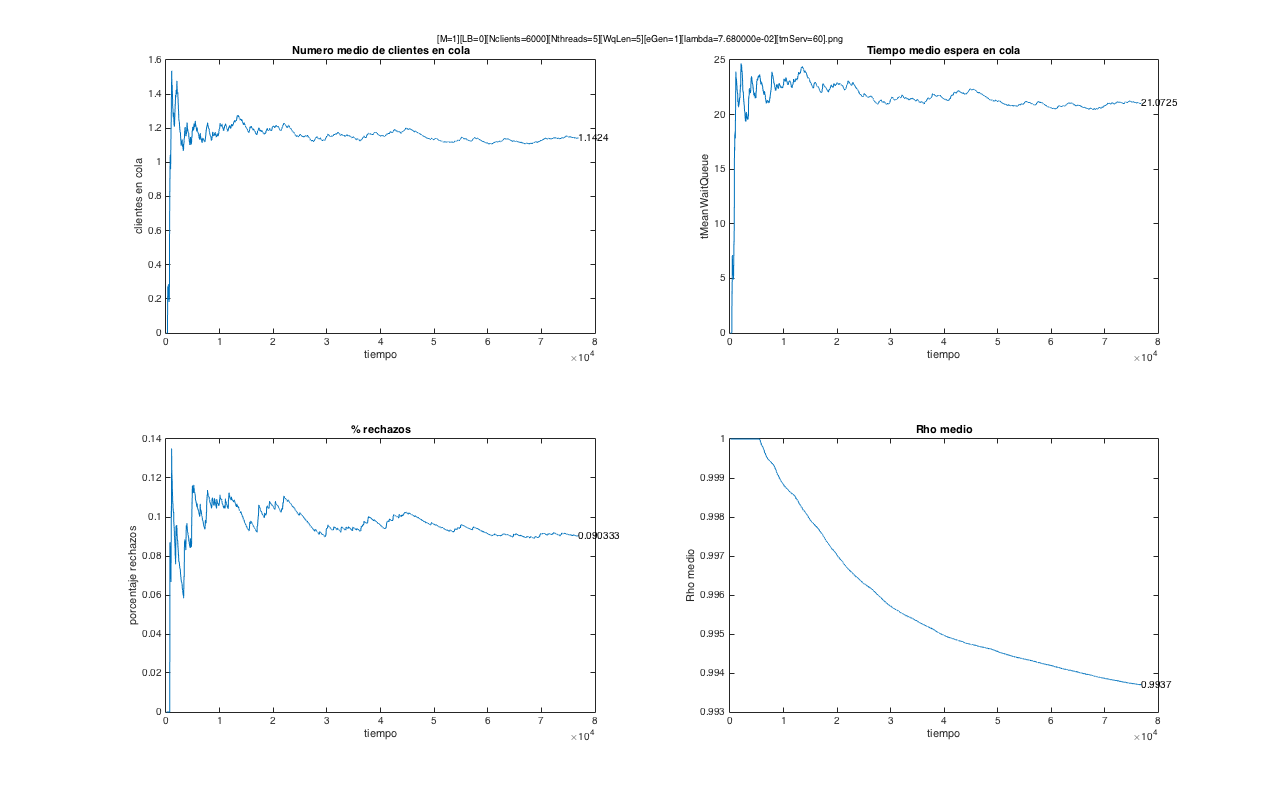 [M=1][LB=0][Nclients=6000][Nthreads=5][WqLen=5][eGen=1][lambda=7.680000e-02][tmServ=60].png
Numero medio de clientes en cola
1.6
1.4
1.2
1
0.8
0.6
0.4
0.2
0
clientes en cola
1.1424
0 1 2 3 4 5 6 7 8
tiempo
×10^4
Tiempo medio espera en cola
25
20
15
10
5
0
tMeanWaitQueue
21.0725
0 1 2 3 4 5 6 7 8
tiempo
×10^4
% rechazos
0.14
0.12
0.1
0.08
0.06
0.04
0.02
0
porcentaje rechazos
0.090333
0 1 2 3 4 5 6 7 8
tiempo
×10^4
Rho medio
1
0.999
0.998
0.997
0.996
0.995
0.994
0.993
Rho medio
0.9937
0 1 2 3 4 5 6 7 8
tiempo
×10^4